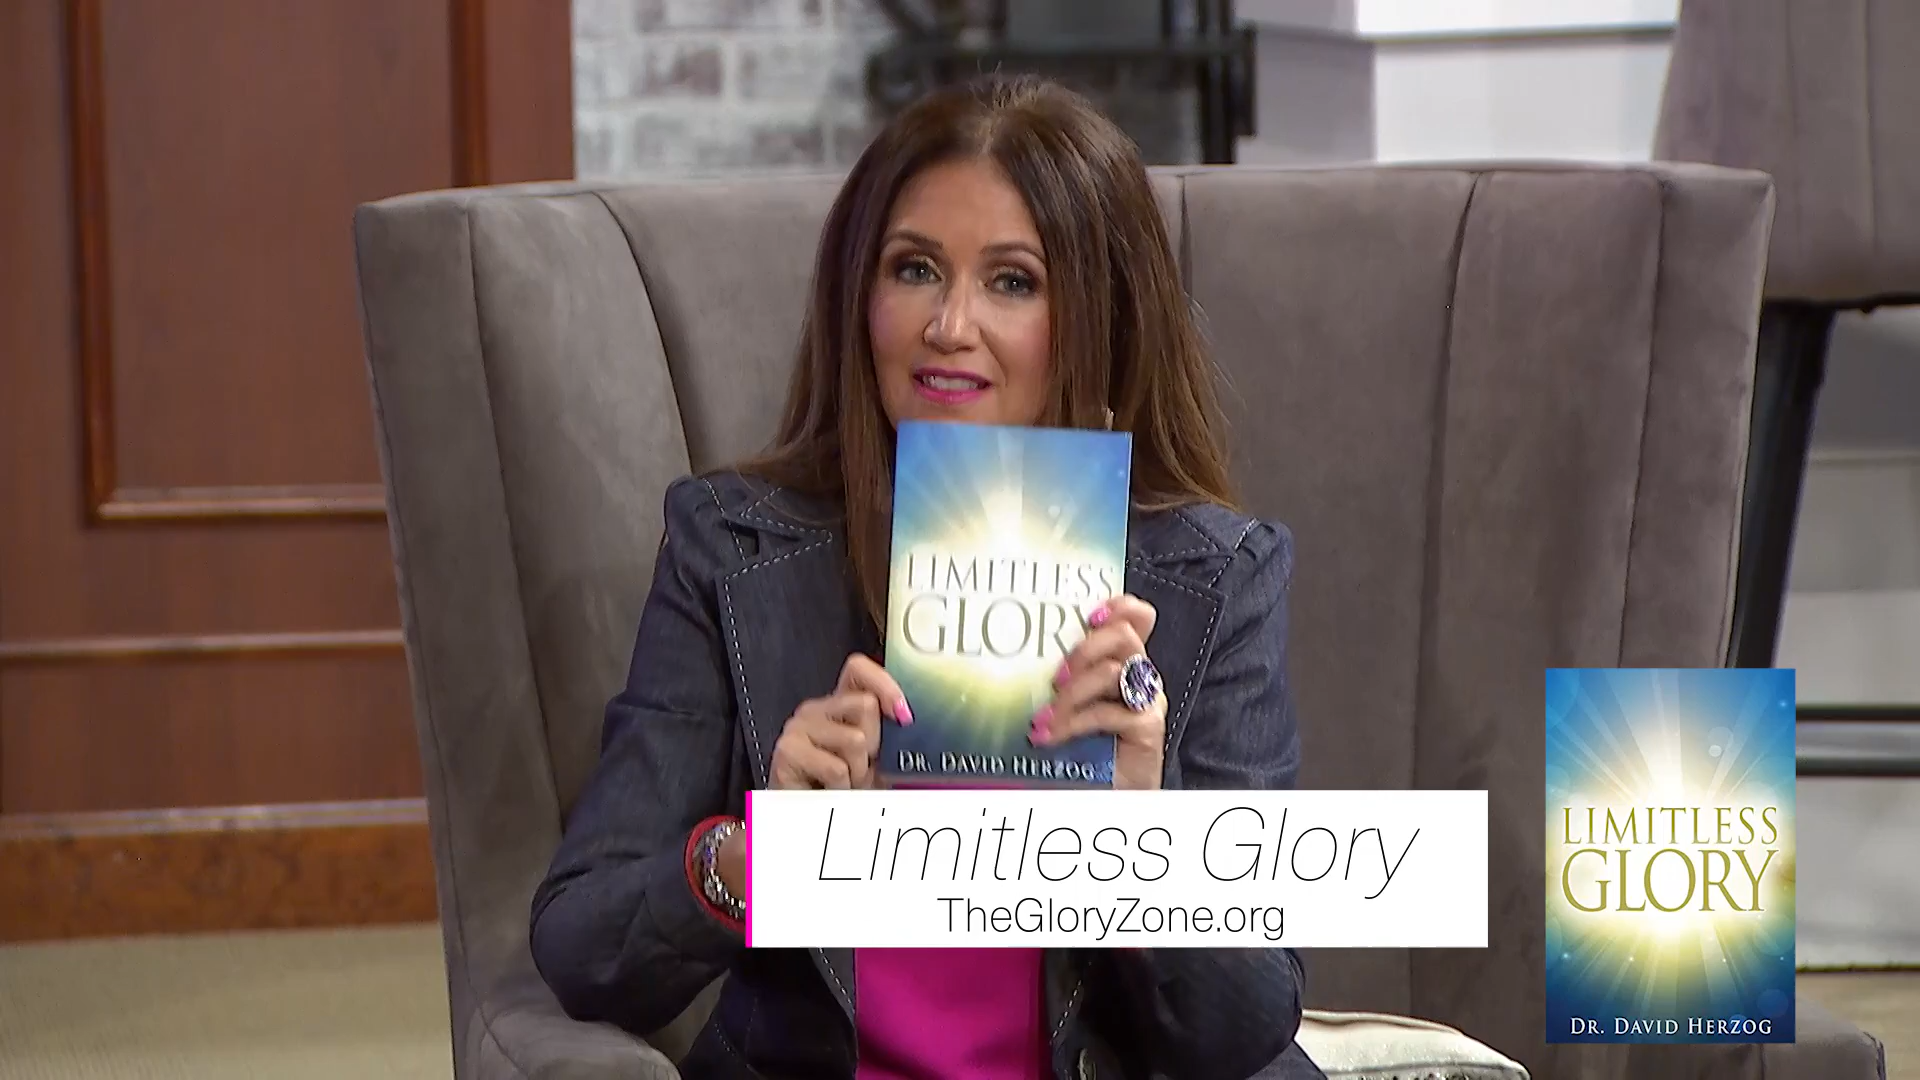 LIMITLESS
GLORY
DR. DAVID HERZOG
Limitless Glory
TheGloryZone.org
LIMITLESS
GLORY
DR. DAVID HERZOG